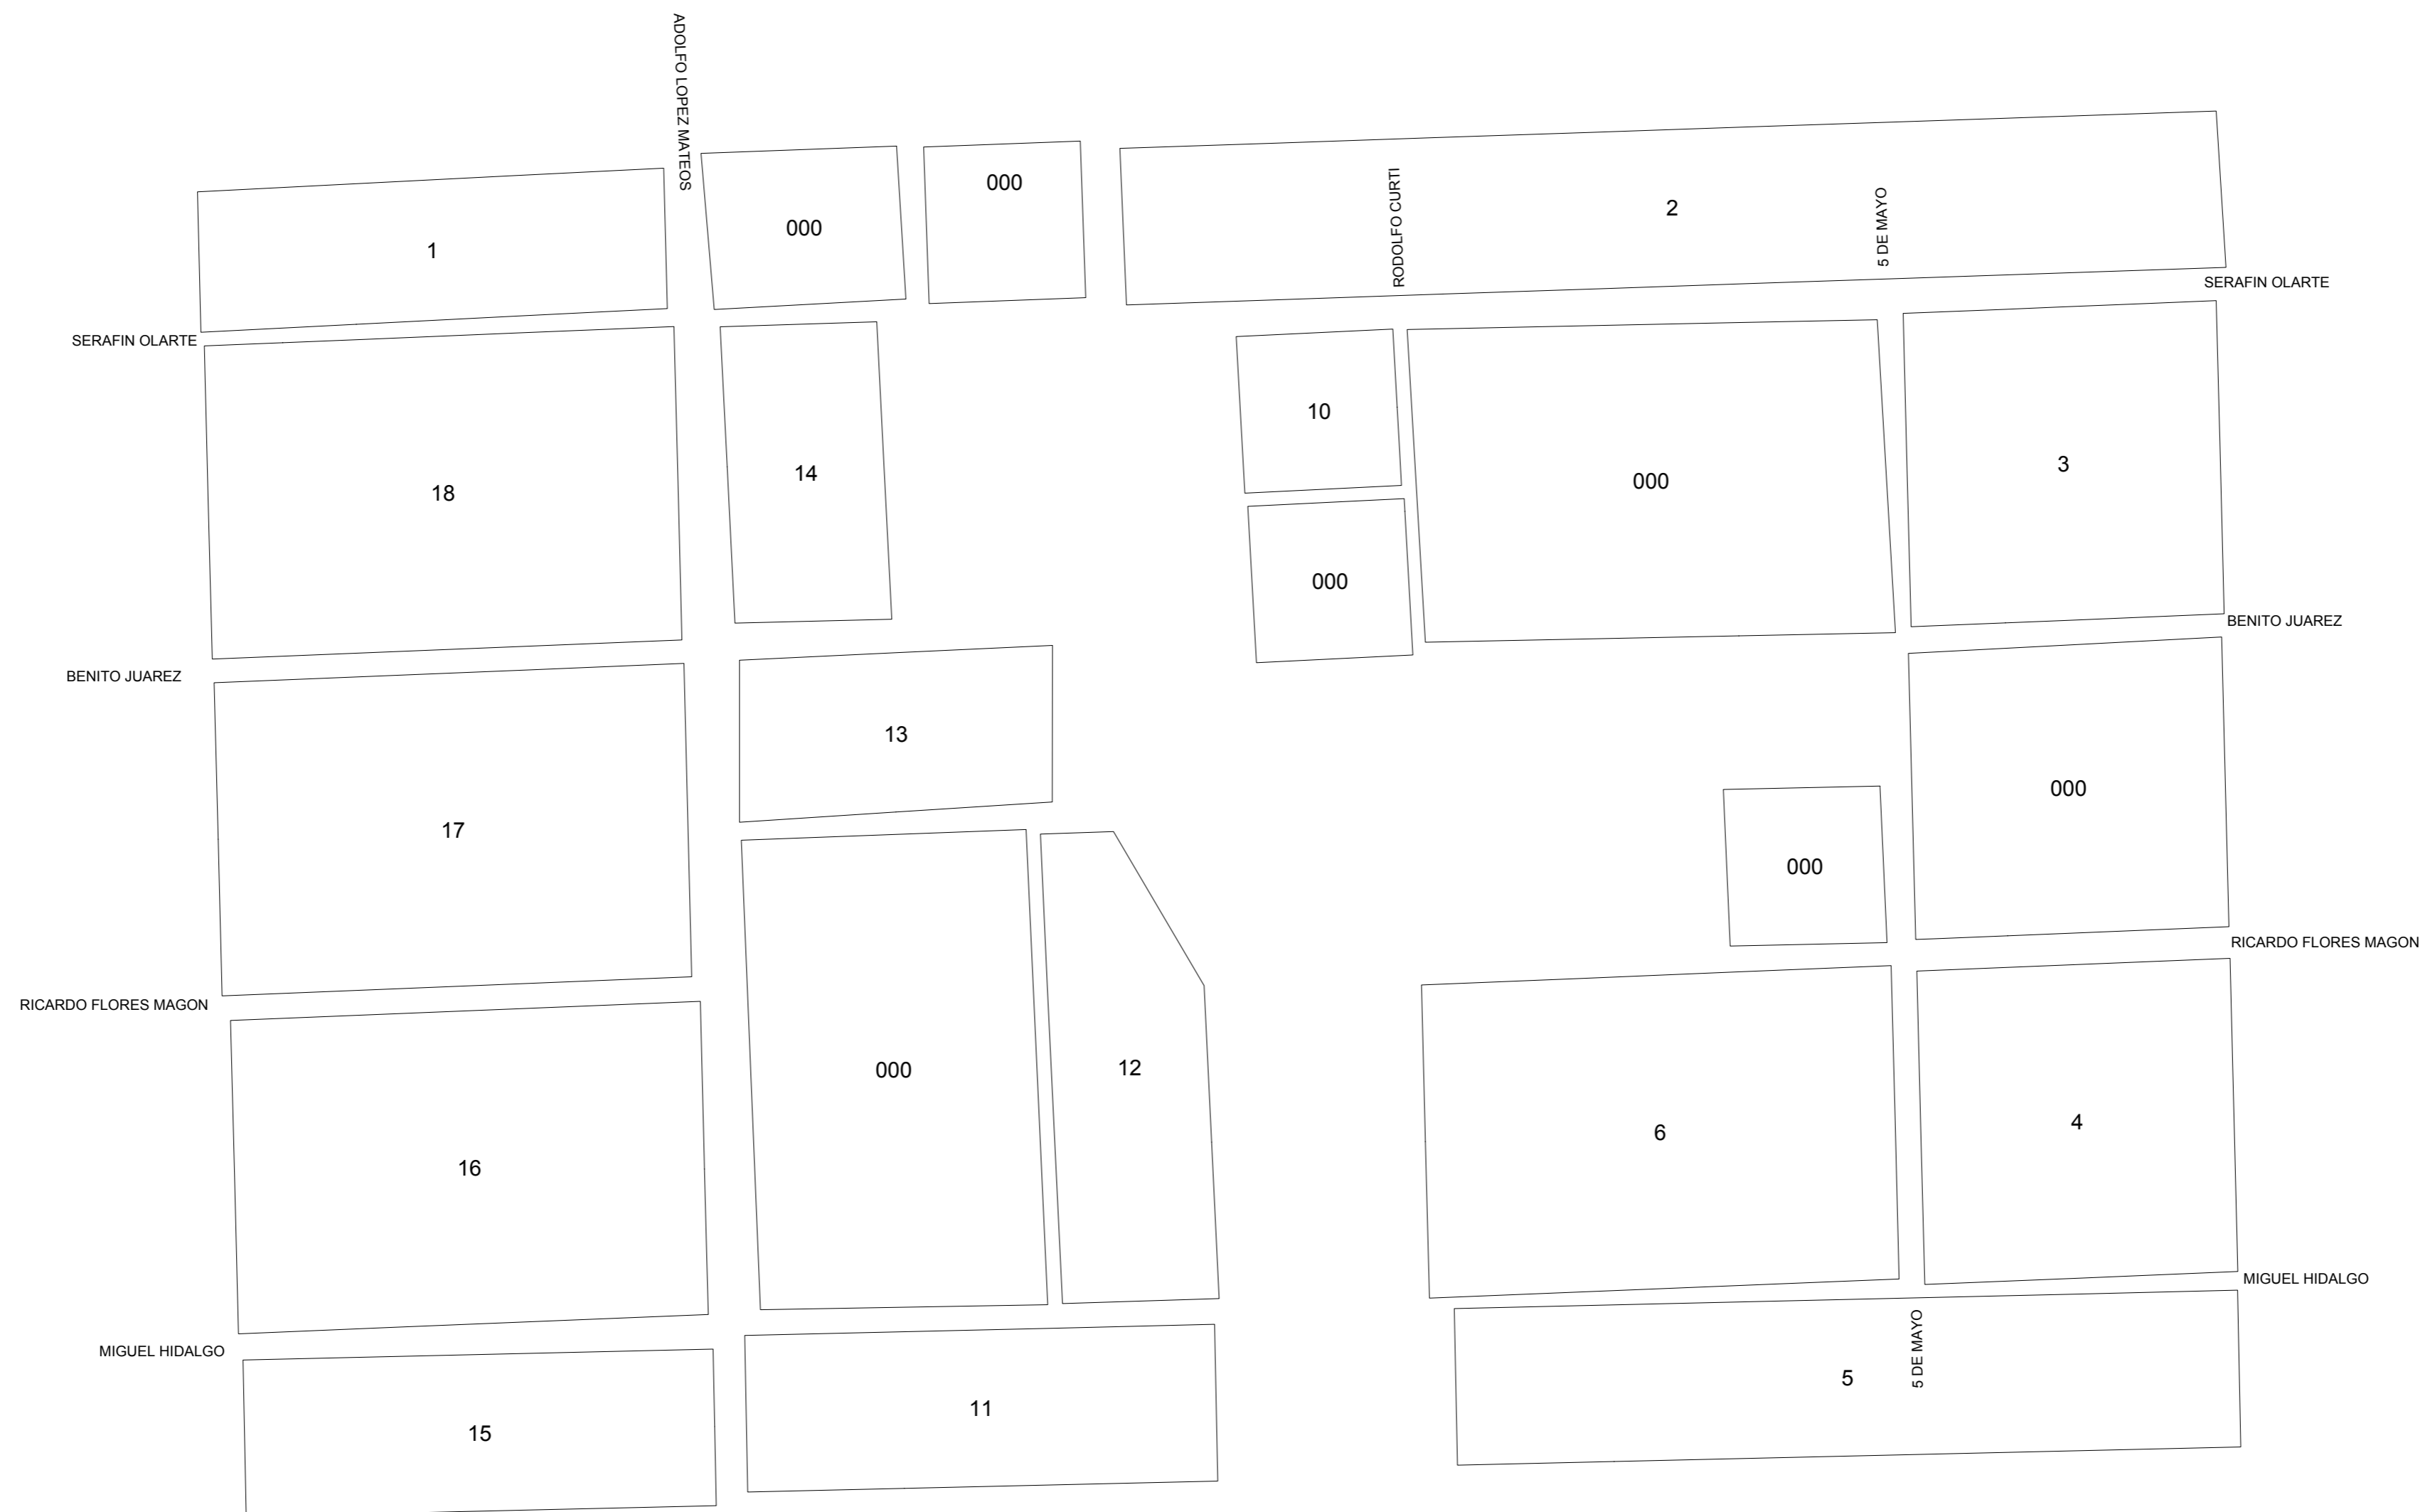 ADOLFO LOPEZ MATEOS
000
000
RODOLFO CURTI
2
5 DE MAYO
1
SERAFIN OLARTE
SERAFIN OLARTE
10
3
14
000
18
000
BENITO JUAREZ
BENITO JUAREZ
13
000
17
000
RICARDO FLORES MAGON
RICARDO FLORES MAGON
000
12
6
4
16
MIGUEL HIDALGO
MIGUEL HIDALGO
5 DE MAYO
5
11
15